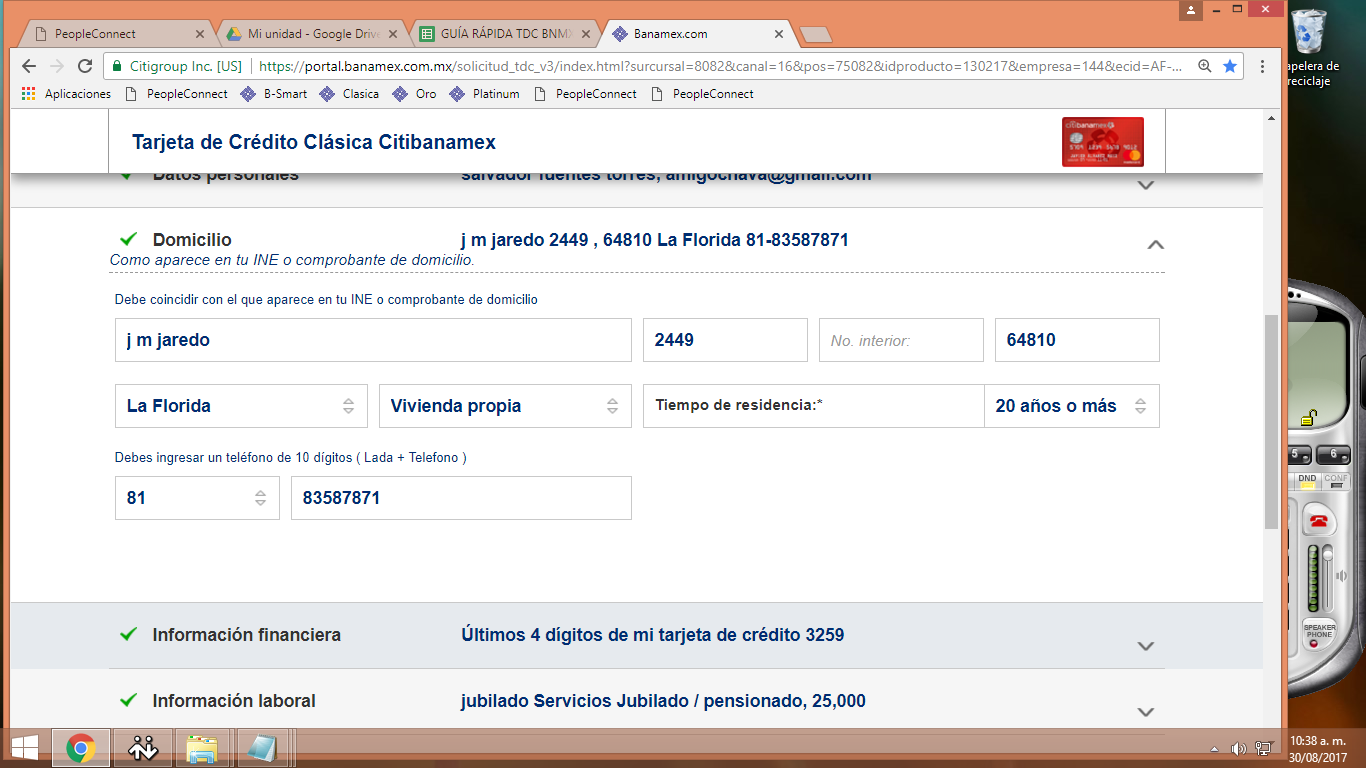 PeopleConnect
Mi unidad - Google Drive
GUÍA RÁPIDA TDC BNMX
Banamex.com
Citigroup Inc. [US] https://portal.banamex.com.mx/solicitud_tdc_v3/index.html?surcursal=8082&canal=16&pos=75082&idproducto=130217&empresa=144&ecid=AF-...
Aplicaciones PeopleConnect B-Smart Clasica Oro Platinum PeopleConnect PeopleConnect
apelera de
reciclaje
Tarjeta de Crédito Clásica Citibanamex
citibanamex
Datos personales salvador fuentes torres, amigochava@gmail.com
Domicilio j m jaredo 2449 , 64810 La Florida 81-83587871
Como aparece en tu INE o comprobante de domicilio.
Debe coincidir con el que aparece en tu INE o comprobante de domicilio
j m jaredo 2449 No. interior: 64810
La Florida Vivienda propia Tiempo de residencia:* 20 años o más
Debes ingresar un teléfono de 10 dígitos ( Lada + Telefono )
81 83587871
5 6
DND CONF
SPEAKER
PHONE
Información financiera Últimos 4 dígitos de mi tarjeta de crédito 3259
Información laboral jubilado Servicios Jubilado / pensionado, 25,000
10:38 a. m.
30/08/2017